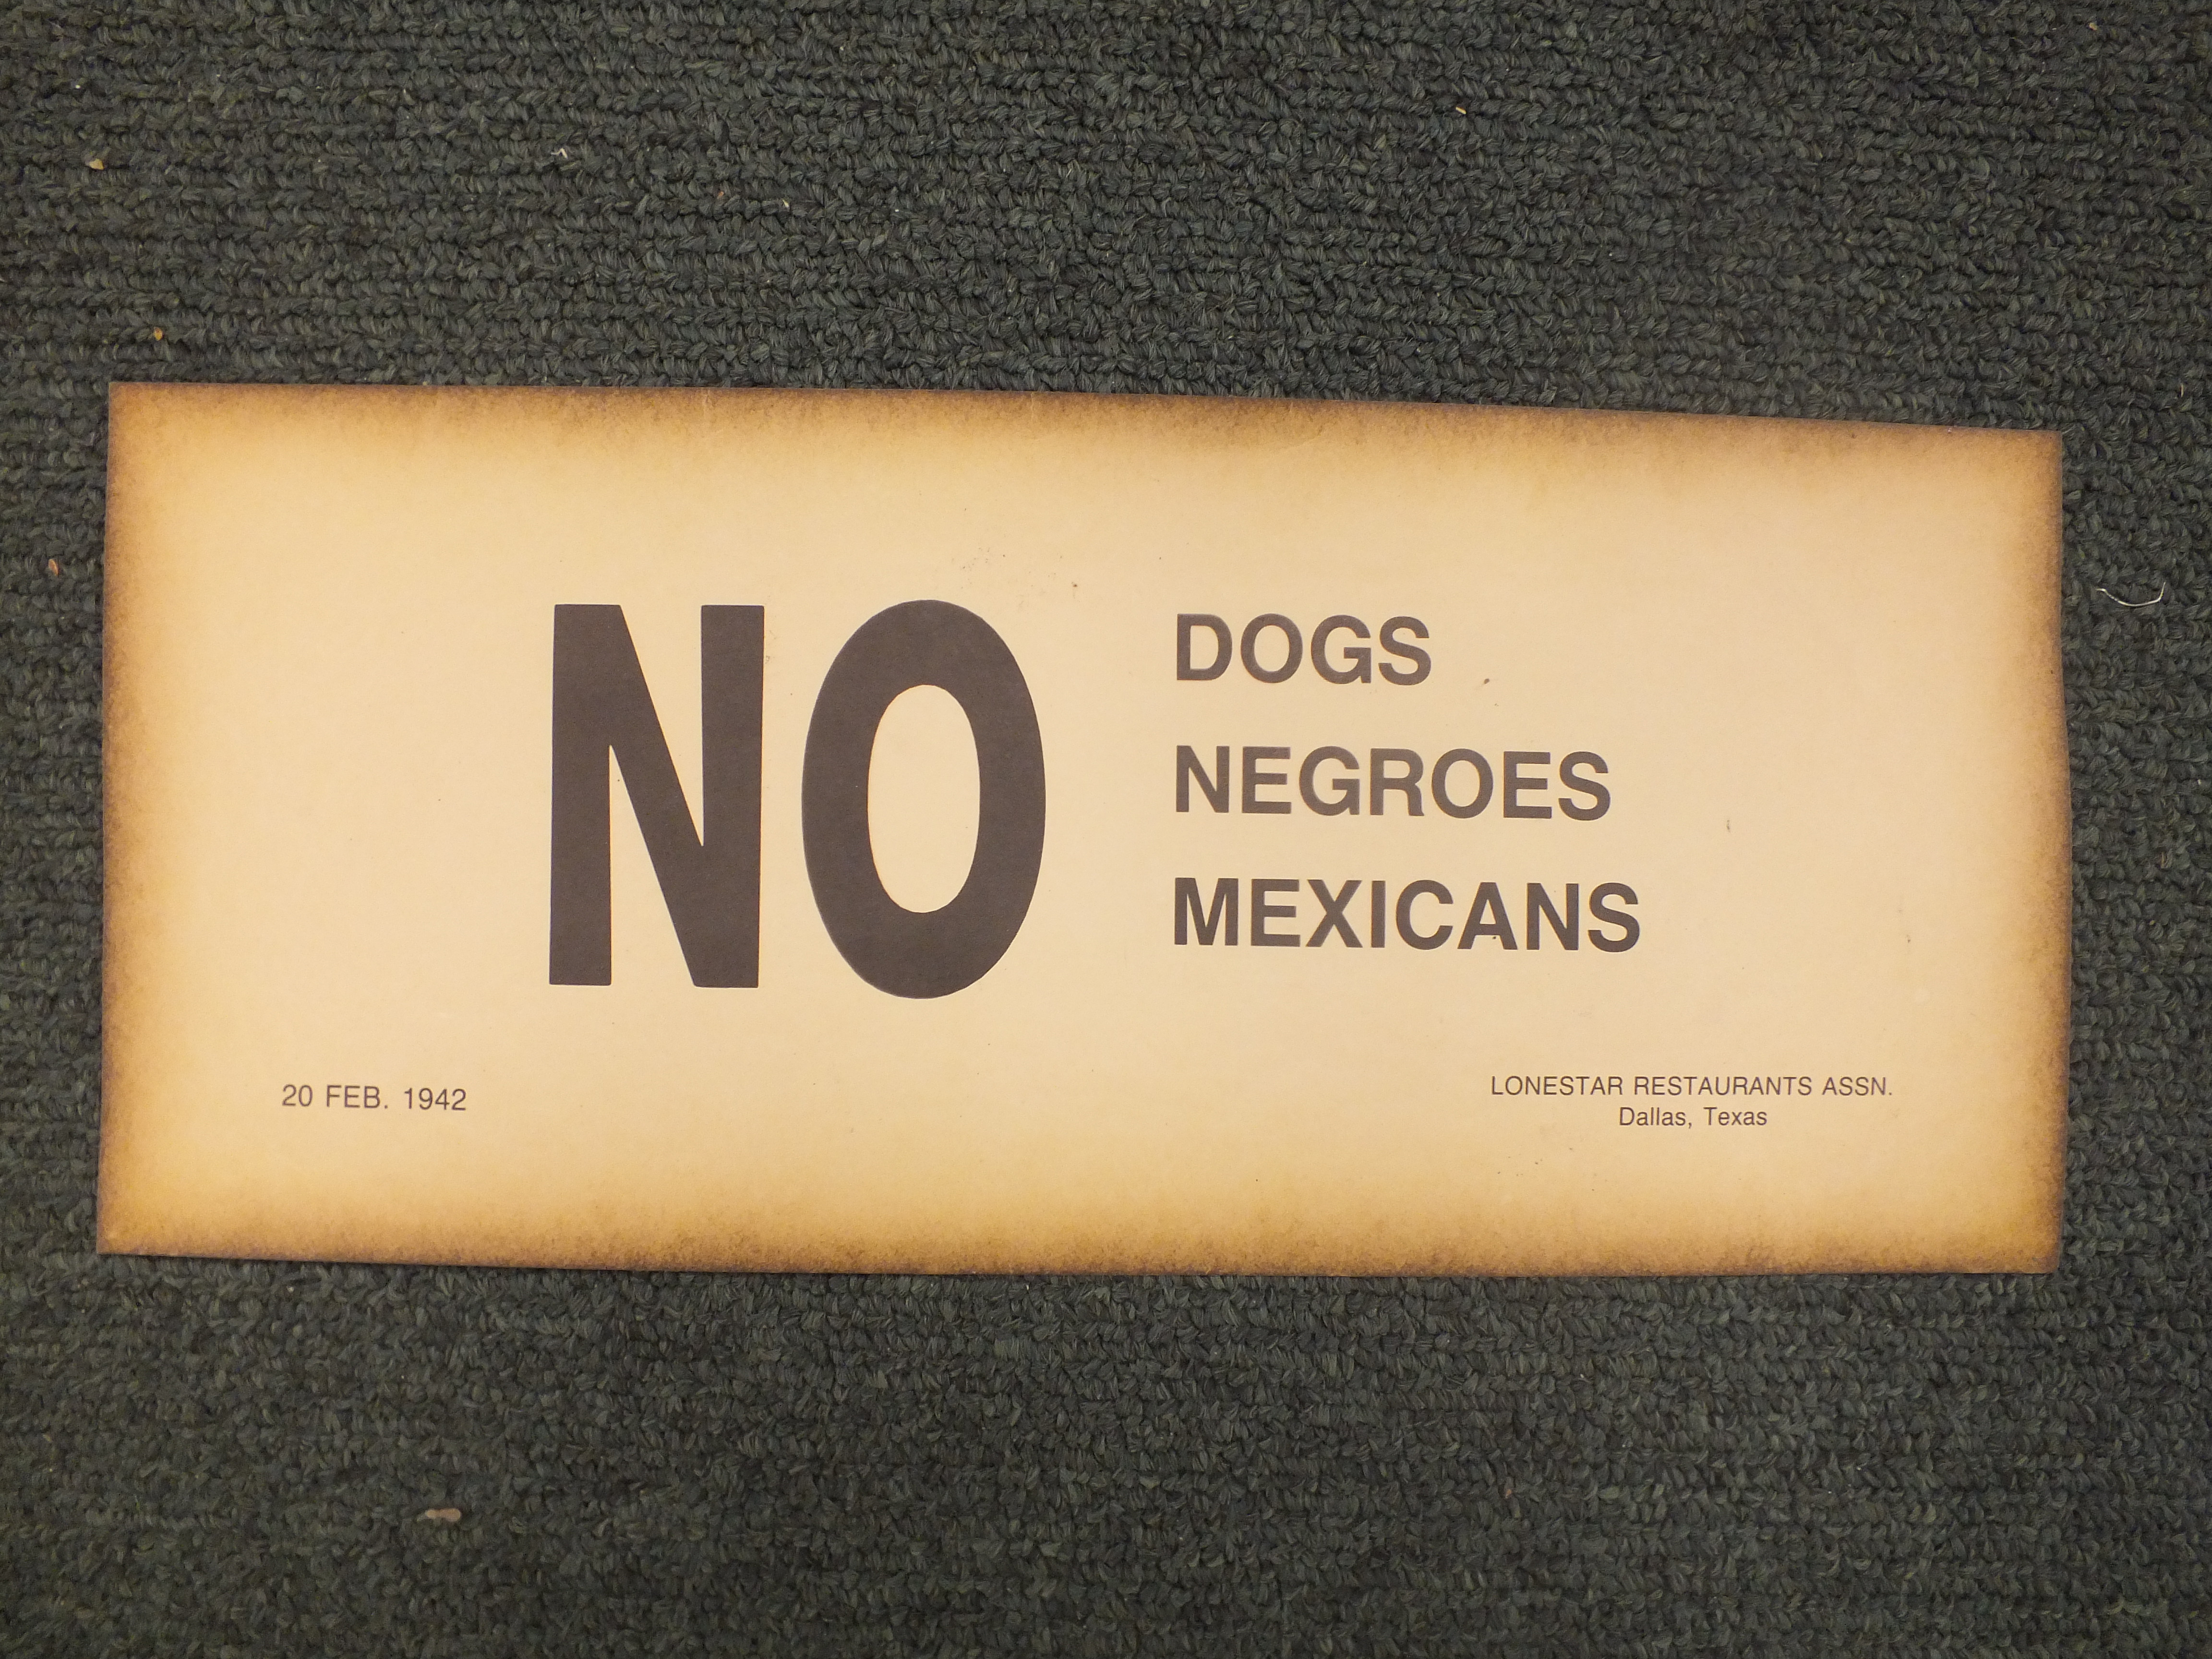 NO
DOGS
NEGROES
MEXICANS
20 FEB. 1942
LONESTAR RESTAURANTS ASSN.
Dallas, Texas